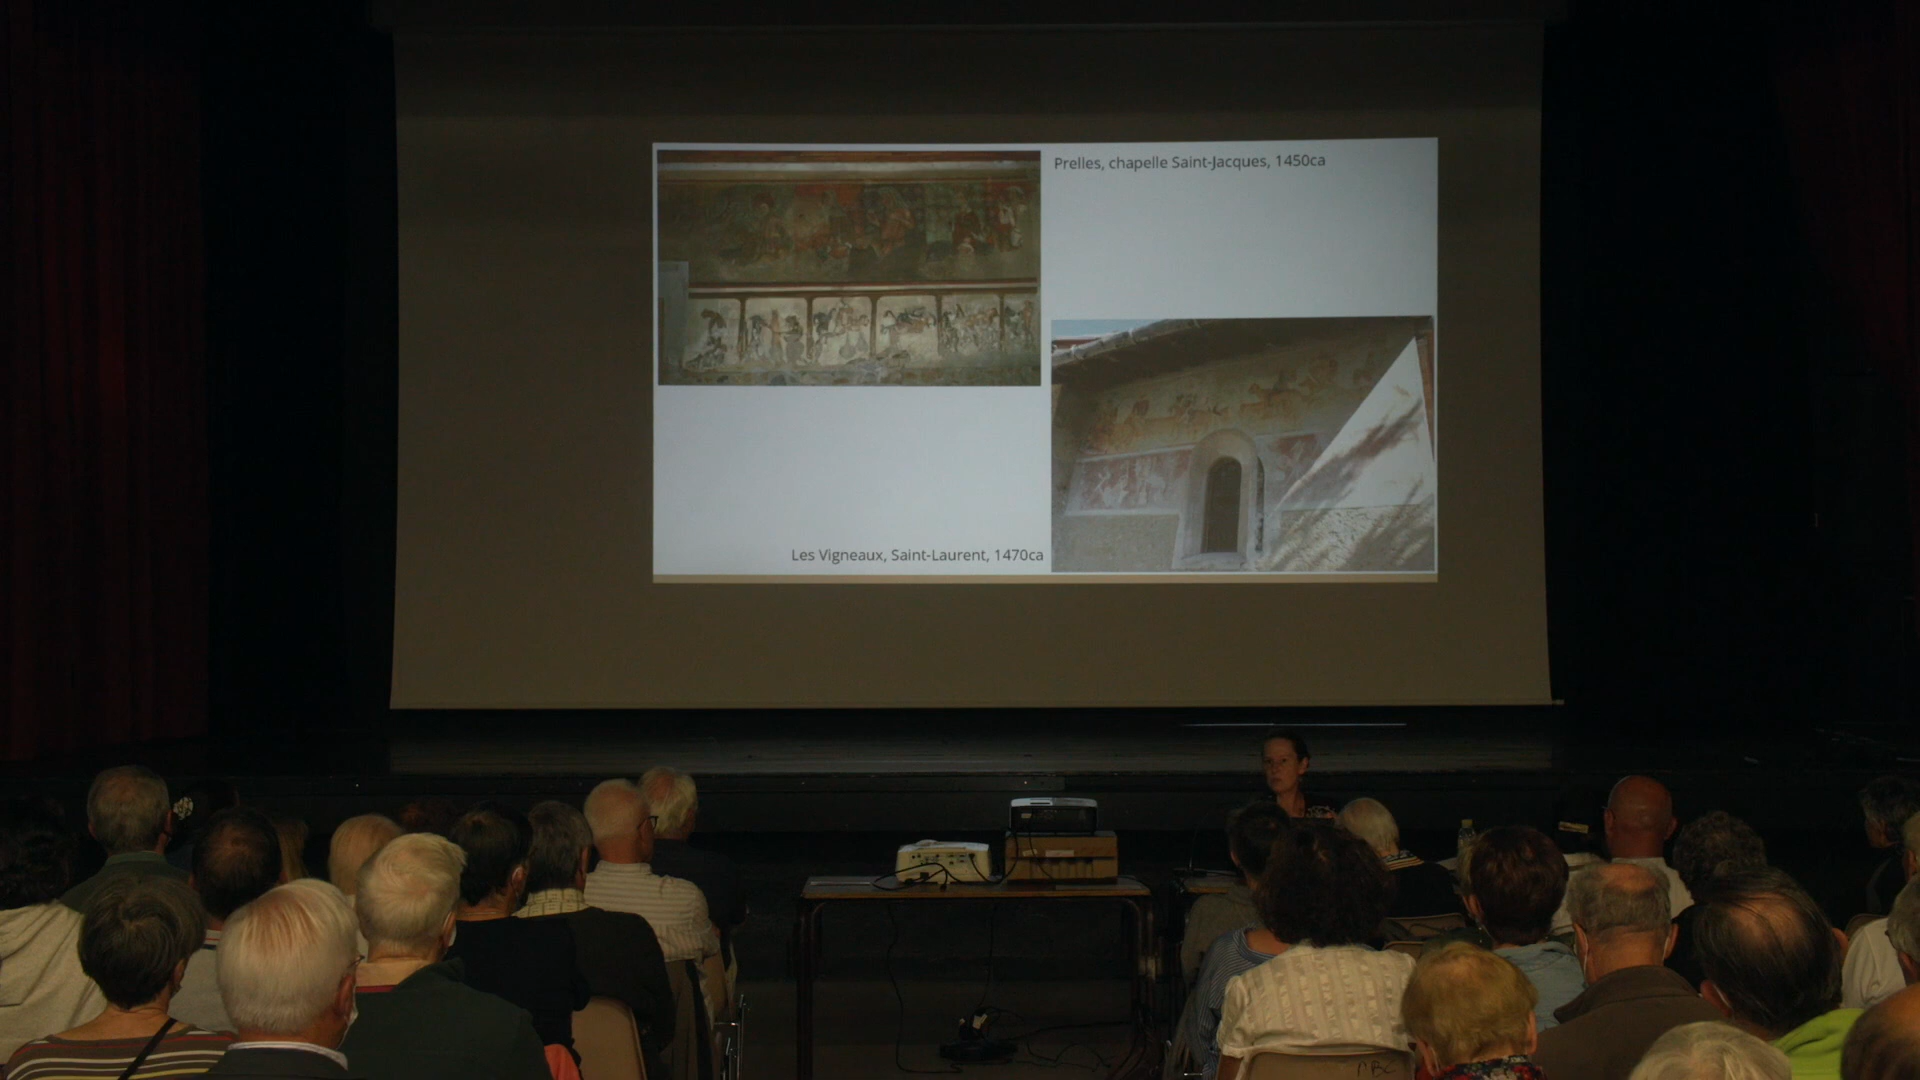 Prelles, chapelle Saint-Jacques, 1450ca
Les Vigneaux, Saint-Laurent, 1470ca